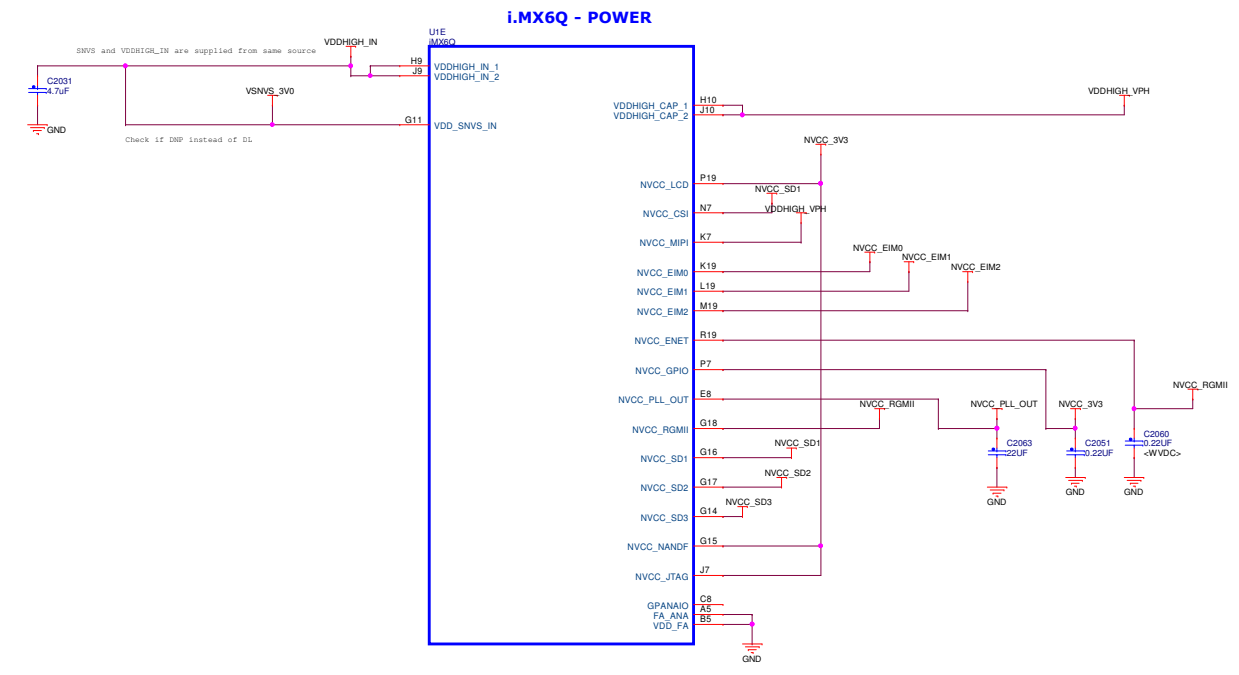 i.MX6Q - POWER
U1E
iMX6Q
SNVS and VDDHIGH_IN are supplied from same source
VDDHIGH_IN
H9
VDDHIGH_IN_1
J9
VDDHIGH_IN_2
C2031
4.7uF
GND
VSNVS_3V0
G11
VDD_SNVS_IN
Check if DNP instead of DL
VDDHIGH_CAP_1
H10
VDDHIGH_CAP_2
J10
VDDHIGH_VPH
NVCC_3V3
NVCC_LCD
P19
NVCC_SD1
NVCC_CSI
N7
VDDHIGH_VPH
NVCC_MIPI
K7
NVCC_EIM0
NVCC_EIM1
NVCC_EIM2
NVCC_EIM0
K19
NVCC_EIM1
L19
NVCC_EIM2
M19
NVCC_ENET
R19
NVCC_GPIO
P7
NVCC_RGMII
NVCC_PLL_OUT
E8
NVCC_RGMII
NVCC_PLL_OUT
NVCC_3V3
NVCC_RGMII
G18
C2063
22UF
GND
C2051
0.22UF
GND
C2060
0.22UF
<WVDC>
GND
NVCC_SD1
G16
NVCC_SD1
NVCC_SD2
G17
NVCC_SD2
NVCC_SD3
G14
NVCC_SD3
NVCC_NANDF
G15
NVCC_JTAG
J7
GPANAIO
C8
FA_ANA
A5
VDD_FA
B5
GND